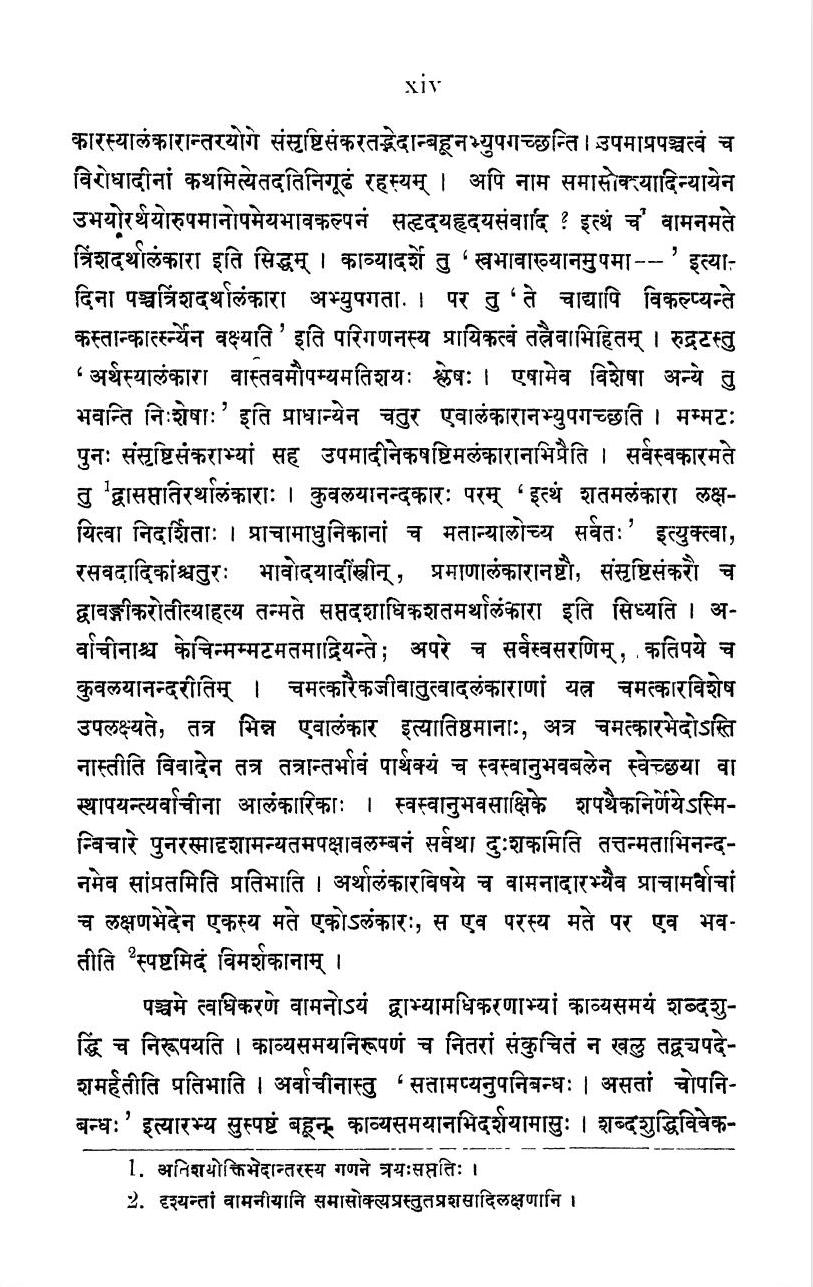 xiv
कारस्यालंकारान्तरयोगे संसृष्टिसंकरतद्भेदान्बहूनभ्युपगच्छन्ति। उपमाप्रपञ्चत्वं च
विरोधादीनां कथमित्येतदतिनिगूढं रहस्यम् । अपि नाम समासोक्त्यादिन्यायेन
उभयोरर्थयोरुपमानोपमेयभावकल्पनं सहृदयहृदयसंवादि ? इत्थं च वामनमते
त्रिंशदर्थालंकारा इति सिद्धम् । काव्यादर्शे तु ‘ स्वभावाख्यानमुपमा–– ’ इत्या-
दिना पञ्चत्रिंशदर्थालंकारा अभ्युपगताः । पर तु ‘ ते चाद्यापि विकल्प्यन्ते
कस्तान्कार्त्स्न्येन वक्ष्यति ’ इति परिगणनस्य प्रायिकत्वं तत्रैवाभिहितम् । रुद्रटस्तु
‘ अर्थस्यालंकारा वास्तवमौपम्यमतिशयः श्लेषः । एषामेव विशेषा अन्ये तु
भवन्ति निःशेषाः ’ इति प्राधान्येन चतुर एवालंकारानभ्युपगच्छति । मम्मटः
पुनः संसृष्टिसंकराभ्यां सह उपमादीनेकषष्टिमलंकारानभिप्रैति । सर्वस्वकारमते
तु ¹द्वासप्ततिरर्थालंकाराः । कुवलयानन्दकारः परम् ‘ इत्थं शतमलंकारा लक्ष-
यित्वा निदर्शिताः । प्राचामाधुनिकानां च मतान्यालोच्य सर्वतः ’ इत्युक्त्वा,
रसवदादिकांश्चतुरः भावोदयादींस्त्रीन्, प्रमाणालंकारानष्टौ, संसृष्टिसंकरौ च
द्वावङ्गीकरोतीत्याहत्य तन्मते सप्तदशाधिकशतमर्थालंकारा इति सिध्यति । अ-
र्वाचीनाश्च केचिन्मम्मटमतमाद्रियन्ते; अपरे च सर्वस्वसरणिम्, कतिपये च
कुवलयानन्दरीतिम् । चमत्कारैकजीवातुत्वादलंकाराणां यत्र चमत्कारविशेष
उपलक्ष्यते, तत्र भिन्न एवालंकार इत्यातिष्ठमानाः, अत्र चमत्कारभेदोऽस्ति
नास्तीति विवादेन तत्र तत्रान्तर्भावं पार्थक्यं च स्वस्वानुभवबलेन स्वेच्छया वा
स्थापयन्त्यर्वाचीना आलंकारिकाः । स्वस्वानुभवसाक्षिके शपथैकनिर्णेयेऽस्मि-
न्विचारे पुनरस्मादृशामन्यतमपक्षावलम्बनं सर्वथा दुःशकमिति तत्तन्मताभिनन्द-
नमेव सांप्रतमिति प्रतिभाति । अर्थालंकारविषये च वामनादारभ्यैव प्राचामर्वाचां
च लक्षणभेदेन एकस्य मते एकोऽलंकारः, स एव परस्य मते पर एव भव-
तीति ²स्पष्टमिदं विमर्शकानाम् ।
पञ्चमे त्वधिकरणे वामनोऽयं द्वाभ्यामधिकरणाभ्यां काव्यसमयं शब्दशु-
द्धिं च निरूपयति । काव्यसमयनिरूपणं च नितरां संकुचितं न खलु तद्व्यपदे-
शमर्हतीति प्रतिभाति । अर्वाचीनास्तु ‘ सतामप्यनुपनिबन्धः । असतां चोपनि-
बन्धः ’ इत्यारभ्य सुस्पष्टं बहून् काव्यसमयानभिदर्शयामासुः । शब्दशुद्धिविवेक-
1. अतिशयोक्तिभेदान्तरस्य गणने त्रयःसप्ततिः ।
2. दृश्यन्तां वामनीयानि समासोक्त्यप्रस्तुतप्रशसादिलक्षणानि ।